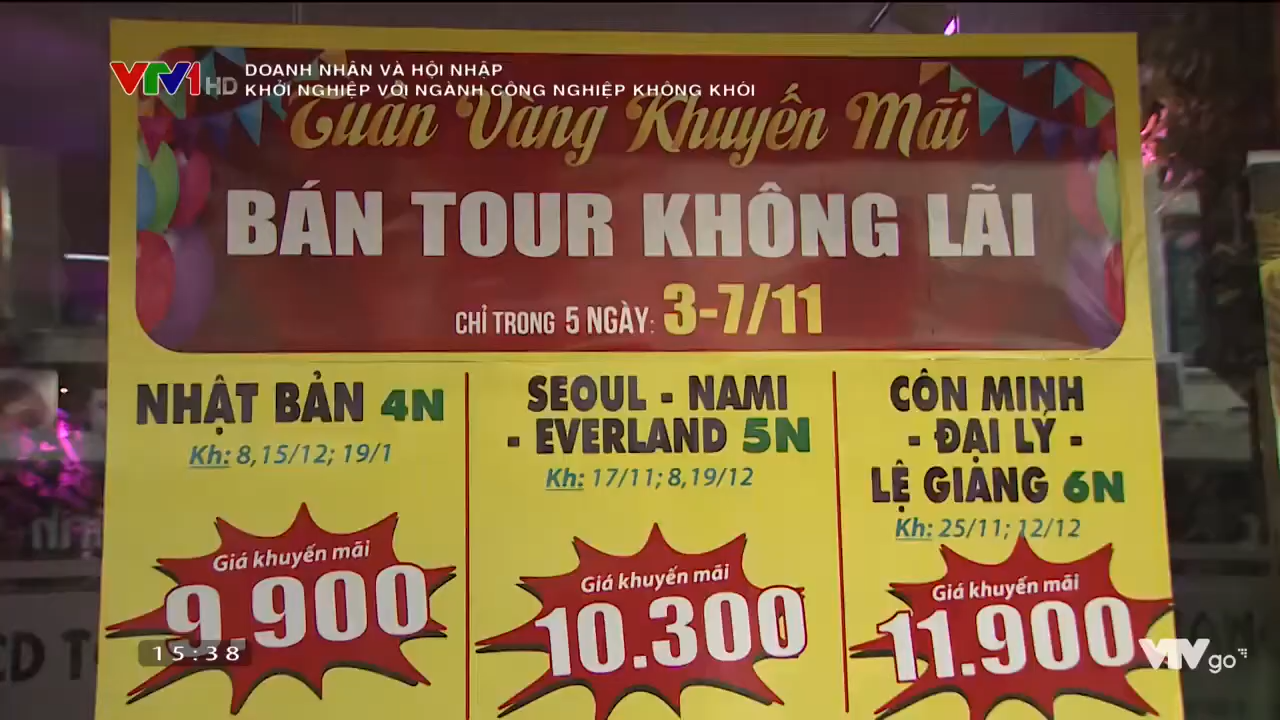 VTV1 HD
DOANH NHÂN VÀ HỘI NHẬP
KHỞI NGHIỆP VỚI NGÀNH CÔNG NGHIỆP KHÔNG KHÓI
Tuần Vàng Khuyến Mãi
BÁN TOUR KHÔNG LÃI
CHỈ TRONG 5 NGÀY: 3-7/11
NHẬT BẢN 4N
Kh: 8,15/12; 19/1
Giá khuyến mãi
9.900
SEOUL - NAMI
- EVERLAND 5N
Kh: 17/11; 8,19/12
Giá khuyến mãi
10.300
CÔN MINH
- ĐẠI LÝ -
LỆ GIANG 6N
Kh: 25/11; 12/12
Giá khuyến mãi
11.900
15:38
VTV go